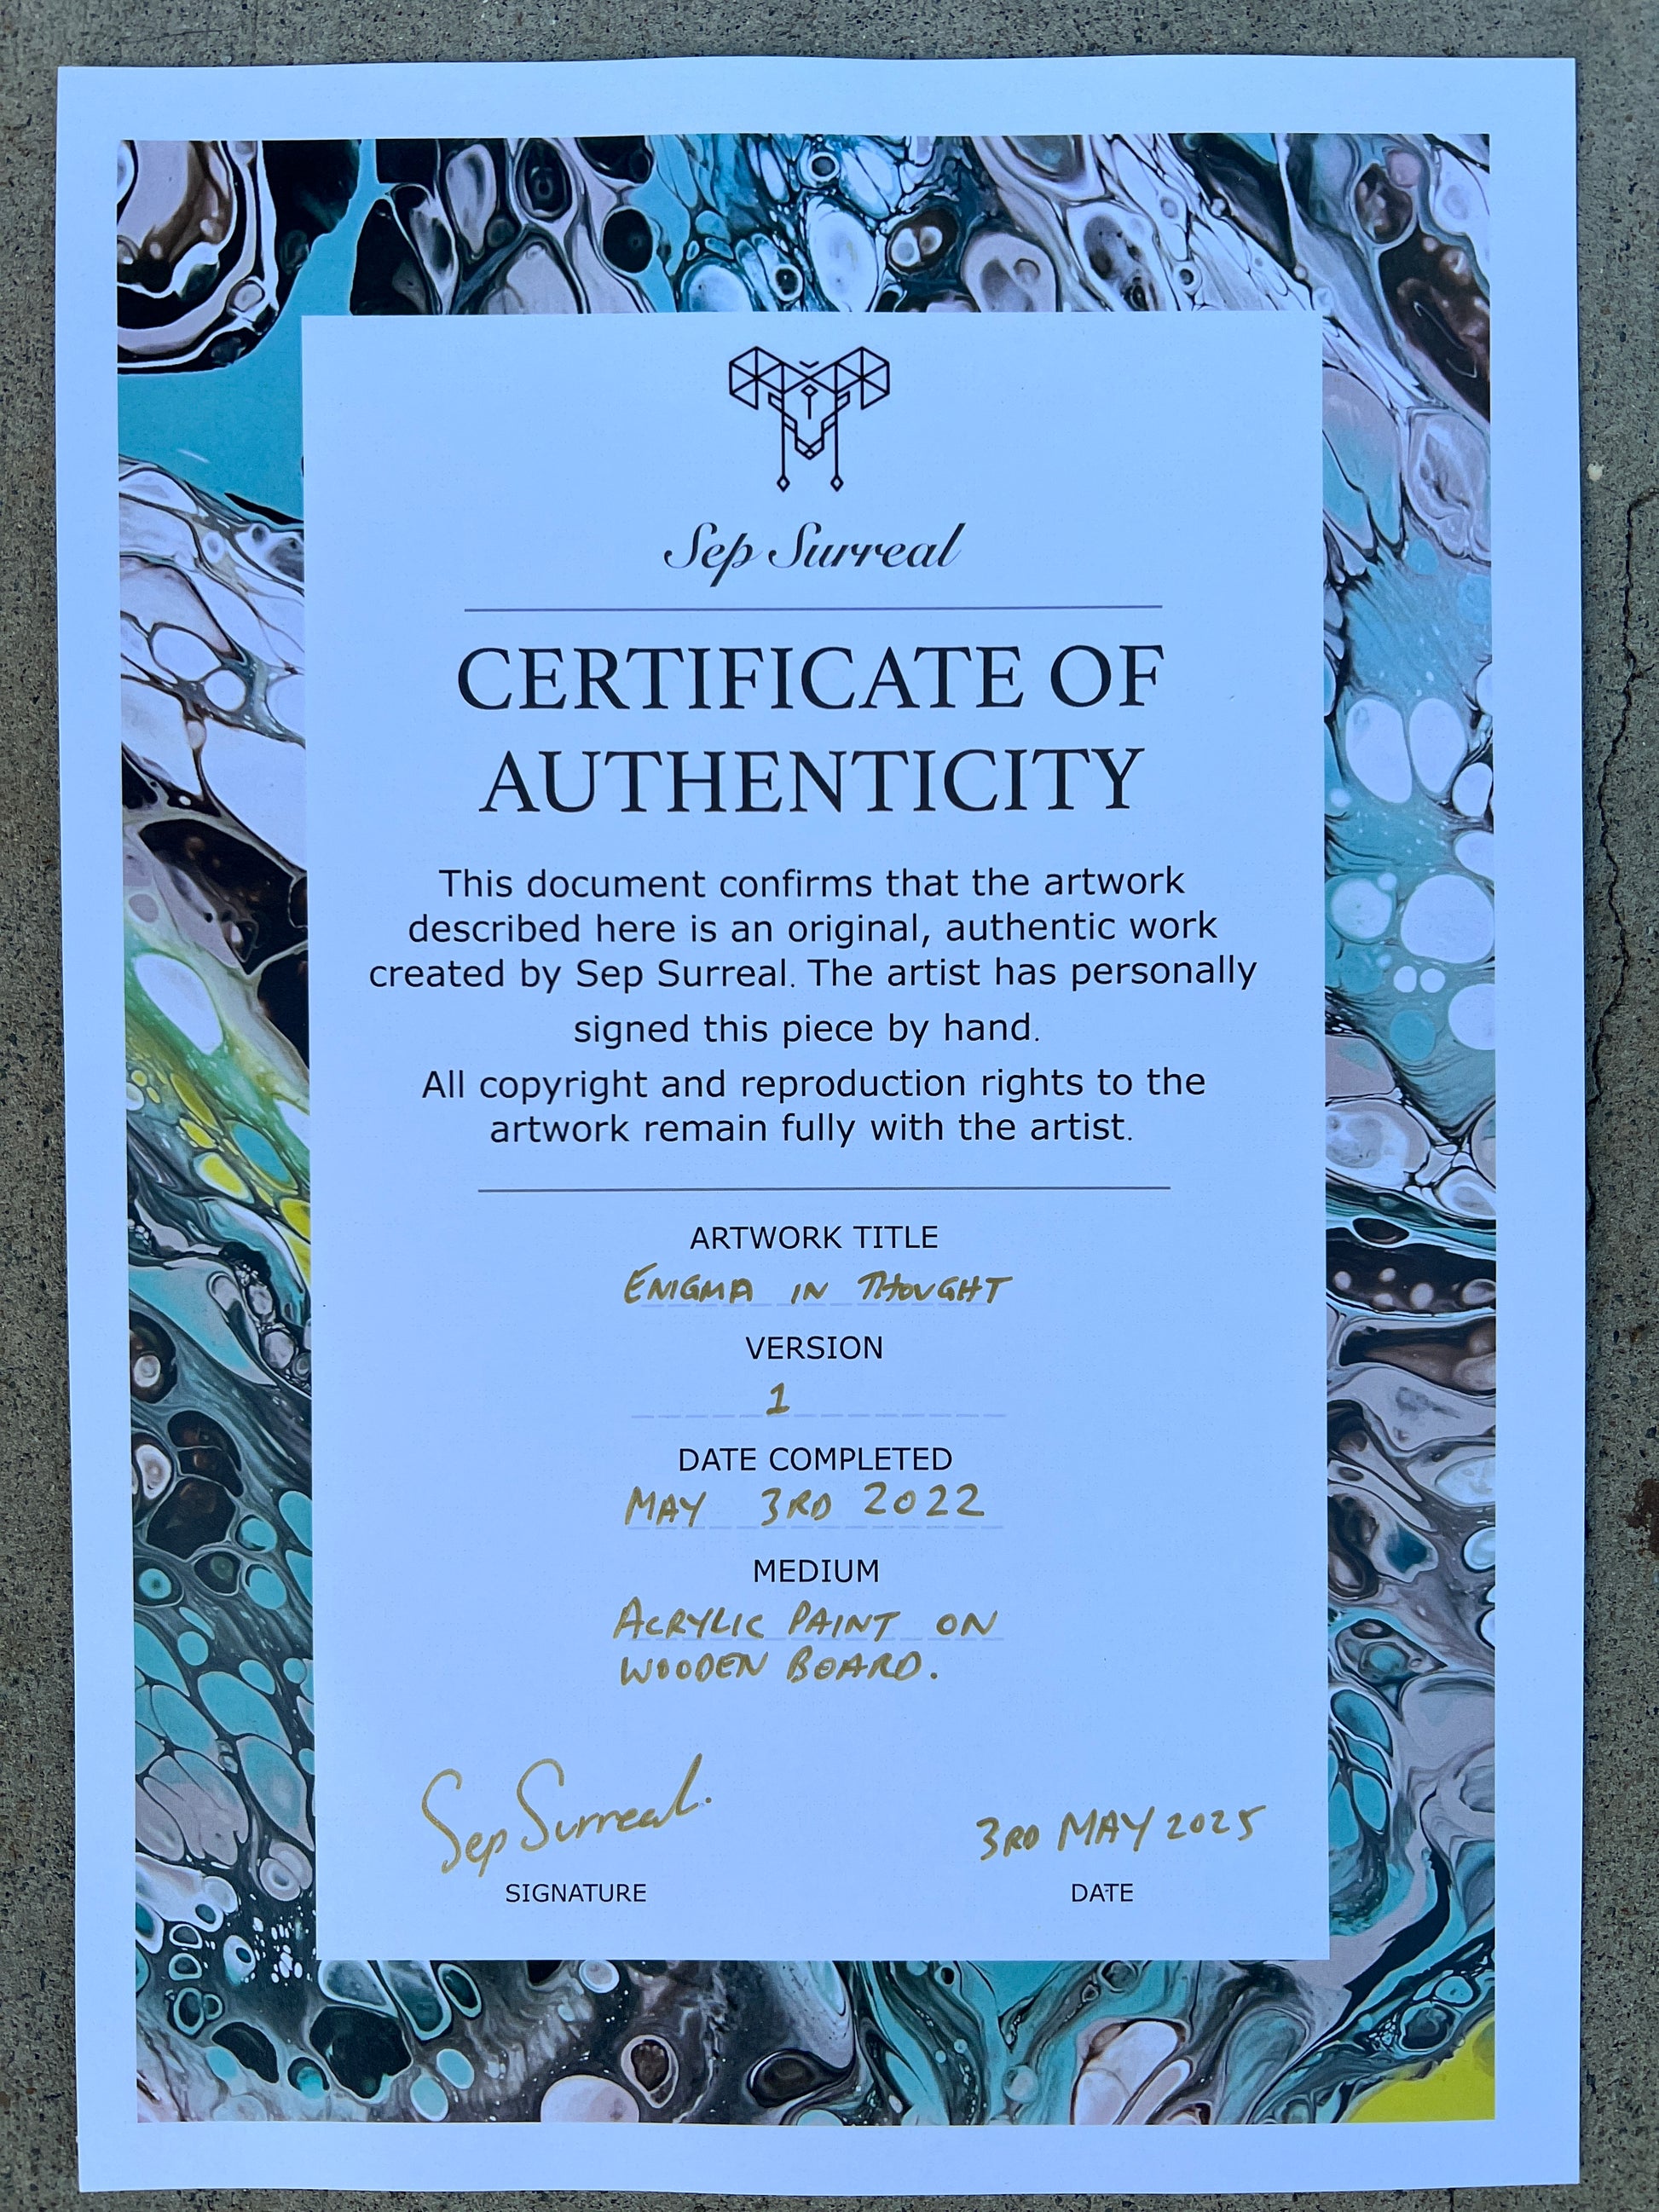 Sep Surreal
CERTIFICATE OF
AUTHENTICITY
This document confirms that the artwork
described here is an original, authentic work
created by Sep Surreal. The artist has personally
signed this piece by hand.
All copyright and reproduction rights to the
artwork remain fully with the artist.
ARTWORK TITLE
ENIGMA IN THOUGHT
VERSION
1
DATE COMPLETED
MAY 3RD 2022
MEDIUM
ACRYLIC PAINT ON
WOODEN BOARD.
Sep Surreal.
3RD MAY 2025
SIGNATURE
DATE